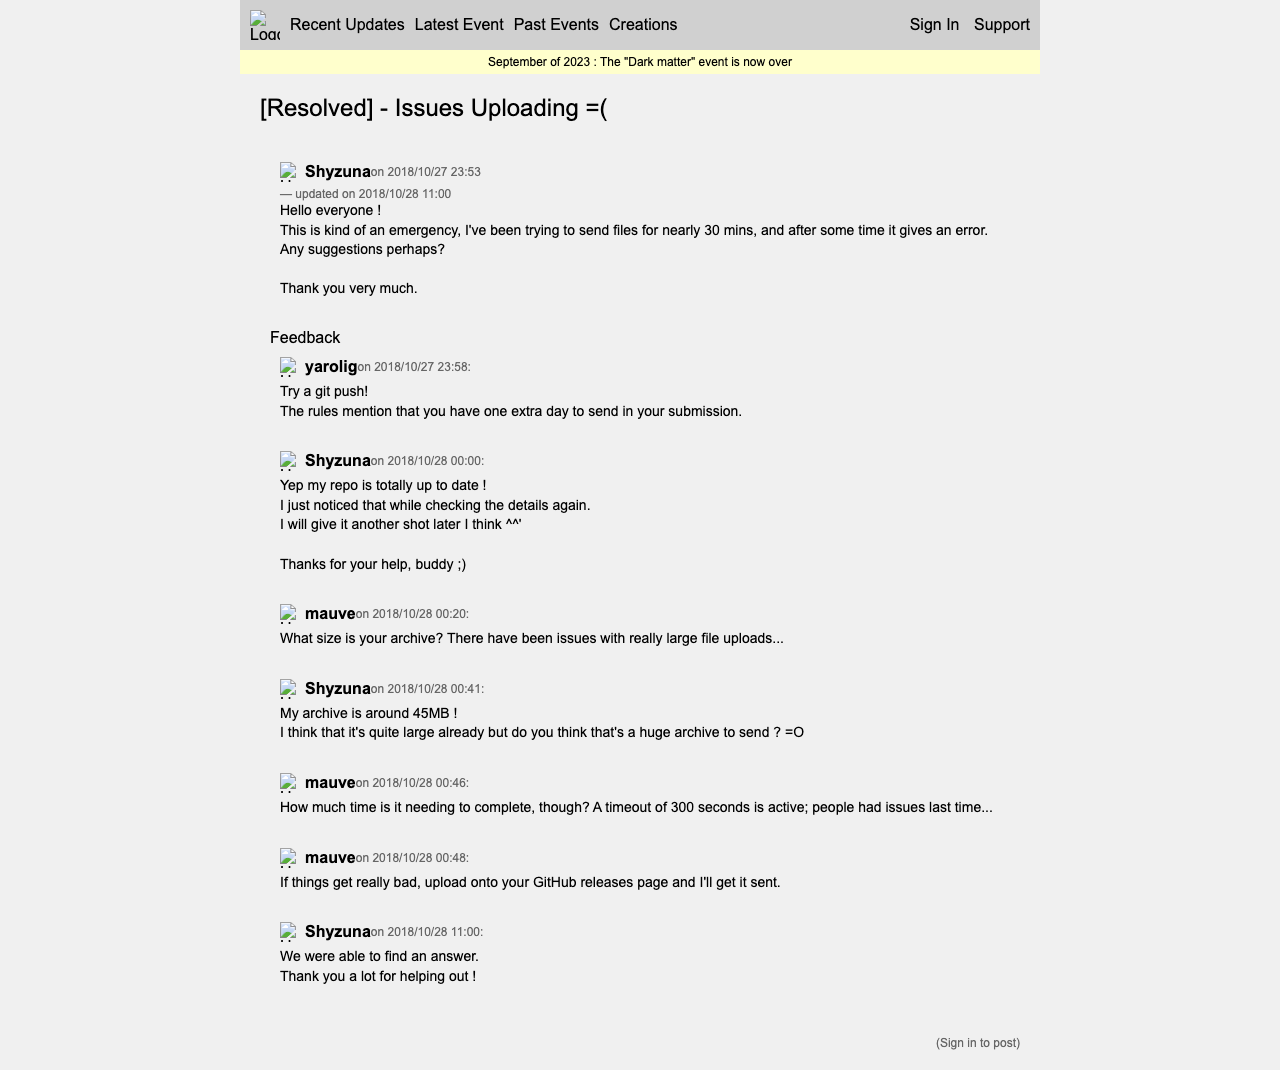 Recent Updates Latest Event Past Events Creations Sign In Support
September of 2023 : The "Dark matter" event is now over
[Resolved] - Issues Uploading =(
Shyzuna on 2018/10/27 23:53
— updated on 2018/10/28 11:00
Hello everyone !
This is kind of an emergency, I've been trying to send files for nearly 30 mins, and after some time it gives an error.
Any suggestions perhaps?
Thank you very much.
Feedback
yarolig on 2018/10/27 23:58:
Try a git push!
The rules mention that you have one extra day to send in your submission.
Shyzuna on 2018/10/28 00:00:
Yep my repo is totally up to date !
I just noticed that while checking the details again.
I will give it another shot later I think ^^'
Thanks for your help, buddy ;)
mauve on 2018/10/28 00:20:
What size is your archive? There have been issues with really large file uploads...
Shyzuna on 2018/10/28 00:41:
My archive is around 45MB !
I think that it's quite large already but do you think that's a huge archive to send ? =O
mauve on 2018/10/28 00:46:
How much time is it needing to complete, though? A timeout of 300 seconds is active; people had issues last time...
mauve on 2018/10/28 00:48:
If things get really bad, upload onto your GitHub releases page and I'll get it sent.
Shyzuna on 2018/10/28 11:00:
We were able to find an answer.
Thank you a lot for helping out !
(Sign in to post)